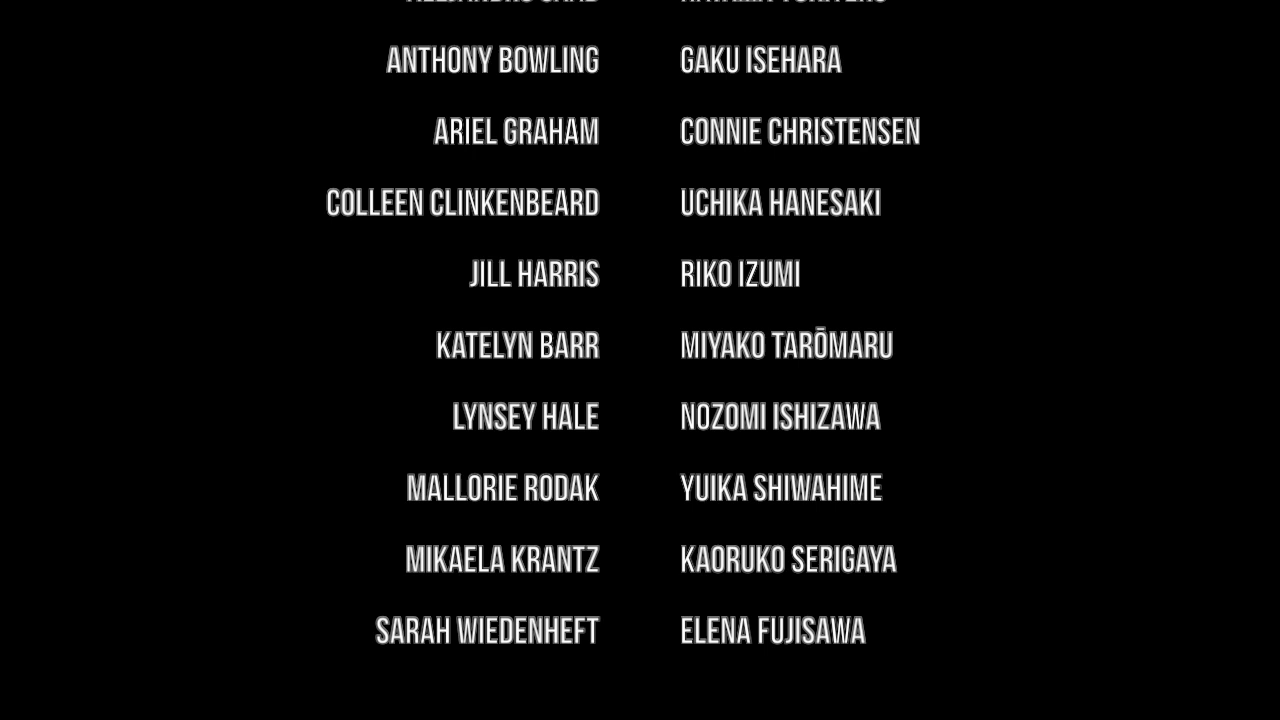 ANTHONY BOWLING GAKU ISEHARA
ARIEL GRAHAM CONNIE CHRISTENSEN
COLLEEN CLINKENBEARD UCHIKA HANESAKI
JILL HARRIS RIKO IZUMI
KATELYN BARR MIYAKO TARŌMARU
LYNSEY HALE NOZOMI ISHIZAWA
MALLORIE RODAK YUIKA SHIWAHIME
MIKAELA KRANTZ KAORUKO SERIGAYA
SARAH WIEDENHEFT ELENA FUJISAWA